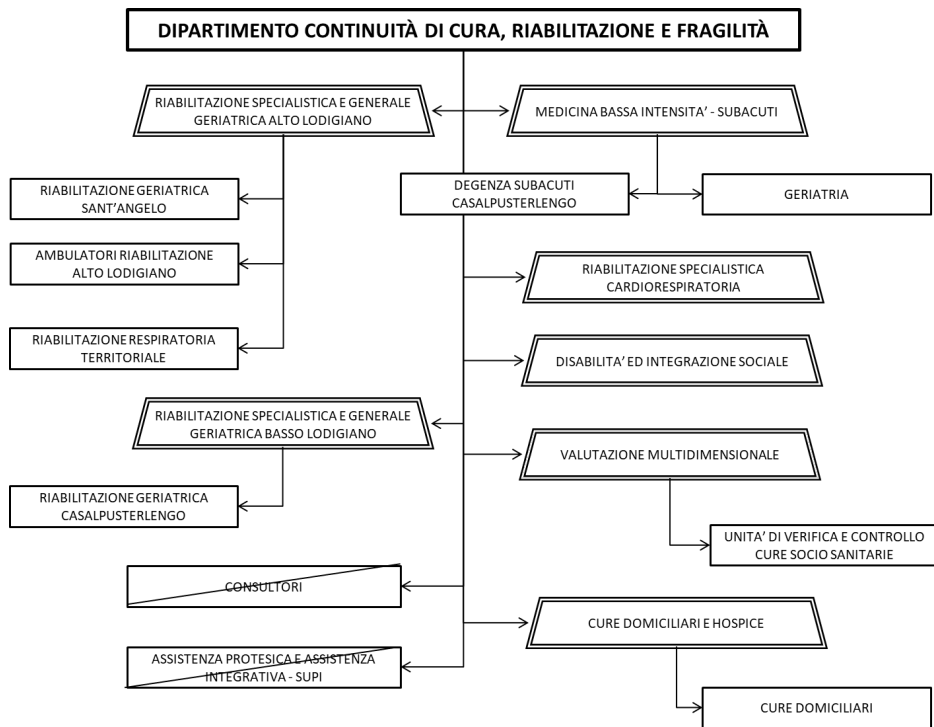 DIPARTIMENTO CONTINUITÀ DI CURA, RIABILITAZIONE E FRAGILITÀ
RIABILITAZIONE SPECIALISTICA E GENERALE
GERIATRICA ALTO LODIGIANO
MEDICINA BASSA INTENSITA' - SUBACUTI
RIABILITAZIONE GERIATRICA
SANT'ANGELO
DEGENZA SUBACUTI
CASALPUSTERLENGO
GERIATRIA
AMBULATORI RIABILITAZIONE
ALTO LODIGIANO
RIABILITAZIONE SPECIALISTICA
CARDIORESPIRATORIA
RIABILITAZIONE RESPIRATORIA
TERRITORIALE
DISABILITA' ED INTEGRAZIONE SOCIALE
RIABILITAZIONE SPECIALISTICA E GENERALE
GERIATRICA BASSO LODIGIANO
VALUTAZIONE MULTIDIMENSIONALE
RIABILITAZIONE GERIATRICA
CASALPUSTERLENGO
UNITA' DI VERIFICA E CONTROLLO
CURE SOCIO SANITARIE
CONSULTORI
CURE DOMICILIARI E HOSPICE
ASSISTENZA PROTESICA E ASSISTENZA
INTEGRATIVA - SUPI
CURE DOMICILIARI